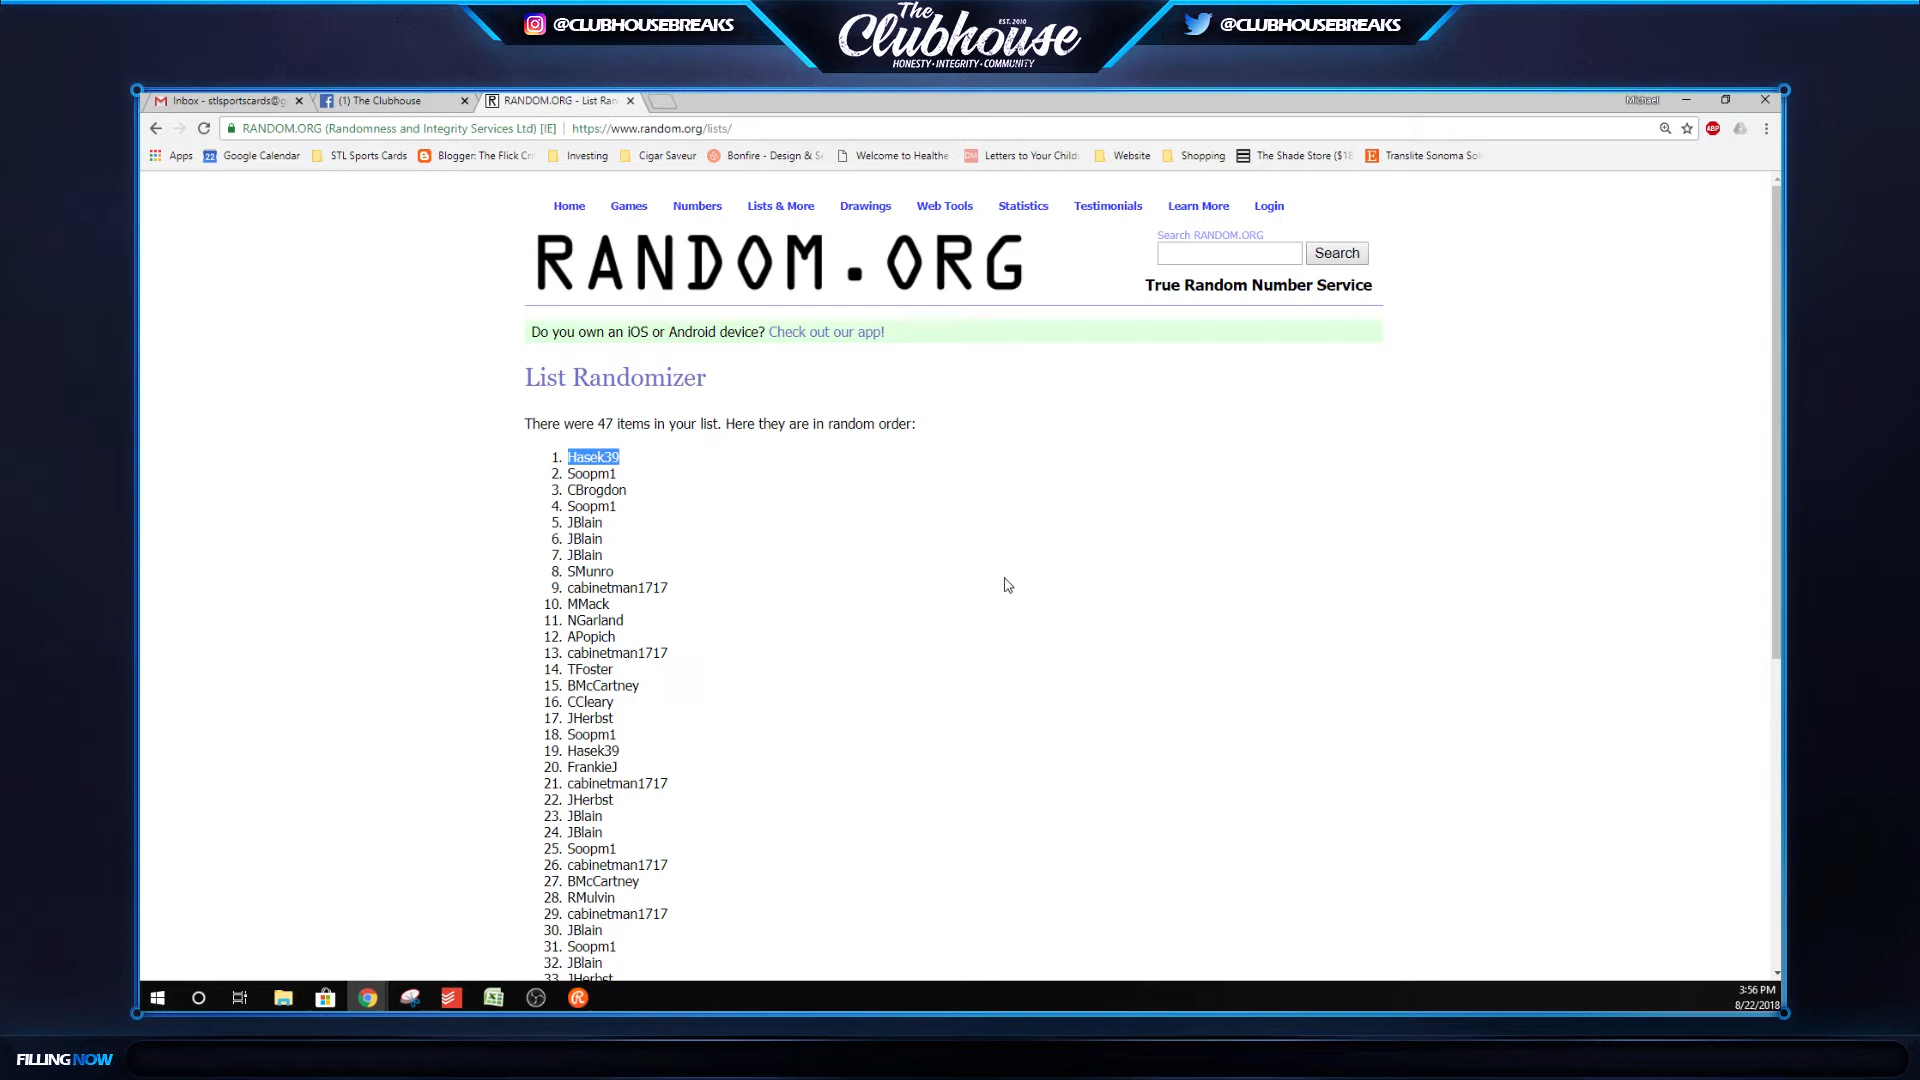 @CLUBHOUSEBREAKS
The Clubhouse
EST. 2010
HONESTY • INTEGRITY • COMMUNITY
@CLUBHOUSEBREAKS
Inbox - stlsportscards@g
(1) The Clubhouse
RANDOM.ORG - List Ran
Michael
RANDOM.ORG (Randomness and Integrity Services Ltd) [IE]
https://www.random.org/lists/
ABP
Apps
22
Google Calendar
STL Sports Cards
Blogger: The Flick Cr
Investing
Cigar Saveur
Bonfire - Design & S
Welcome to Healthe
DM
Letters to Your Child
Website
Shopping
The Shade Store ($18
E
Translite Sonoma Sol
Home
Games
Numbers
Lists & More
Drawings
Web Tools
Statistics
Testimonials
Learn More
Login
RANDOM.ORG
Search RANDOM.ORG
Search
True Random Number Service
Do you own an iOS or Android device? Check out our app!
List Randomizer
There were 47 items in your list. Here they are in random order:
1. Hasek39
2. Soopm1
3. CBrogdon
4. Soopm1
5. JBlain
6. JBlain
7. JBlain
8. SMunro
9. cabinetman1717
10. MMack
11. NGarland
12. APopich
13. cabinetman1717
14. TFoster
15. BMcCartney
16. CCleary
17. JHerbst
18. Soopm1
19. Hasek39
20. FrankieJ
21. cabinetman1717
22. JHerbst
23. JBlain
24. JBlain
25. Soopm1
26. cabinetman1717
27. BMcCartney
28. RMulvin
29. cabinetman1717
30. JBlain
31. Soopm1
32. JBlain
33. JHerbst
3:56 PM
8/22/2018
FILLING NOW